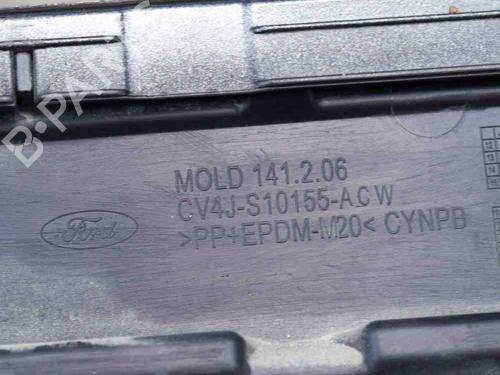 B-PARTS
MOLD 141.2.06
CV4J-S10155-ACW
>PP+EPDM-M20< CYNPB
Ford